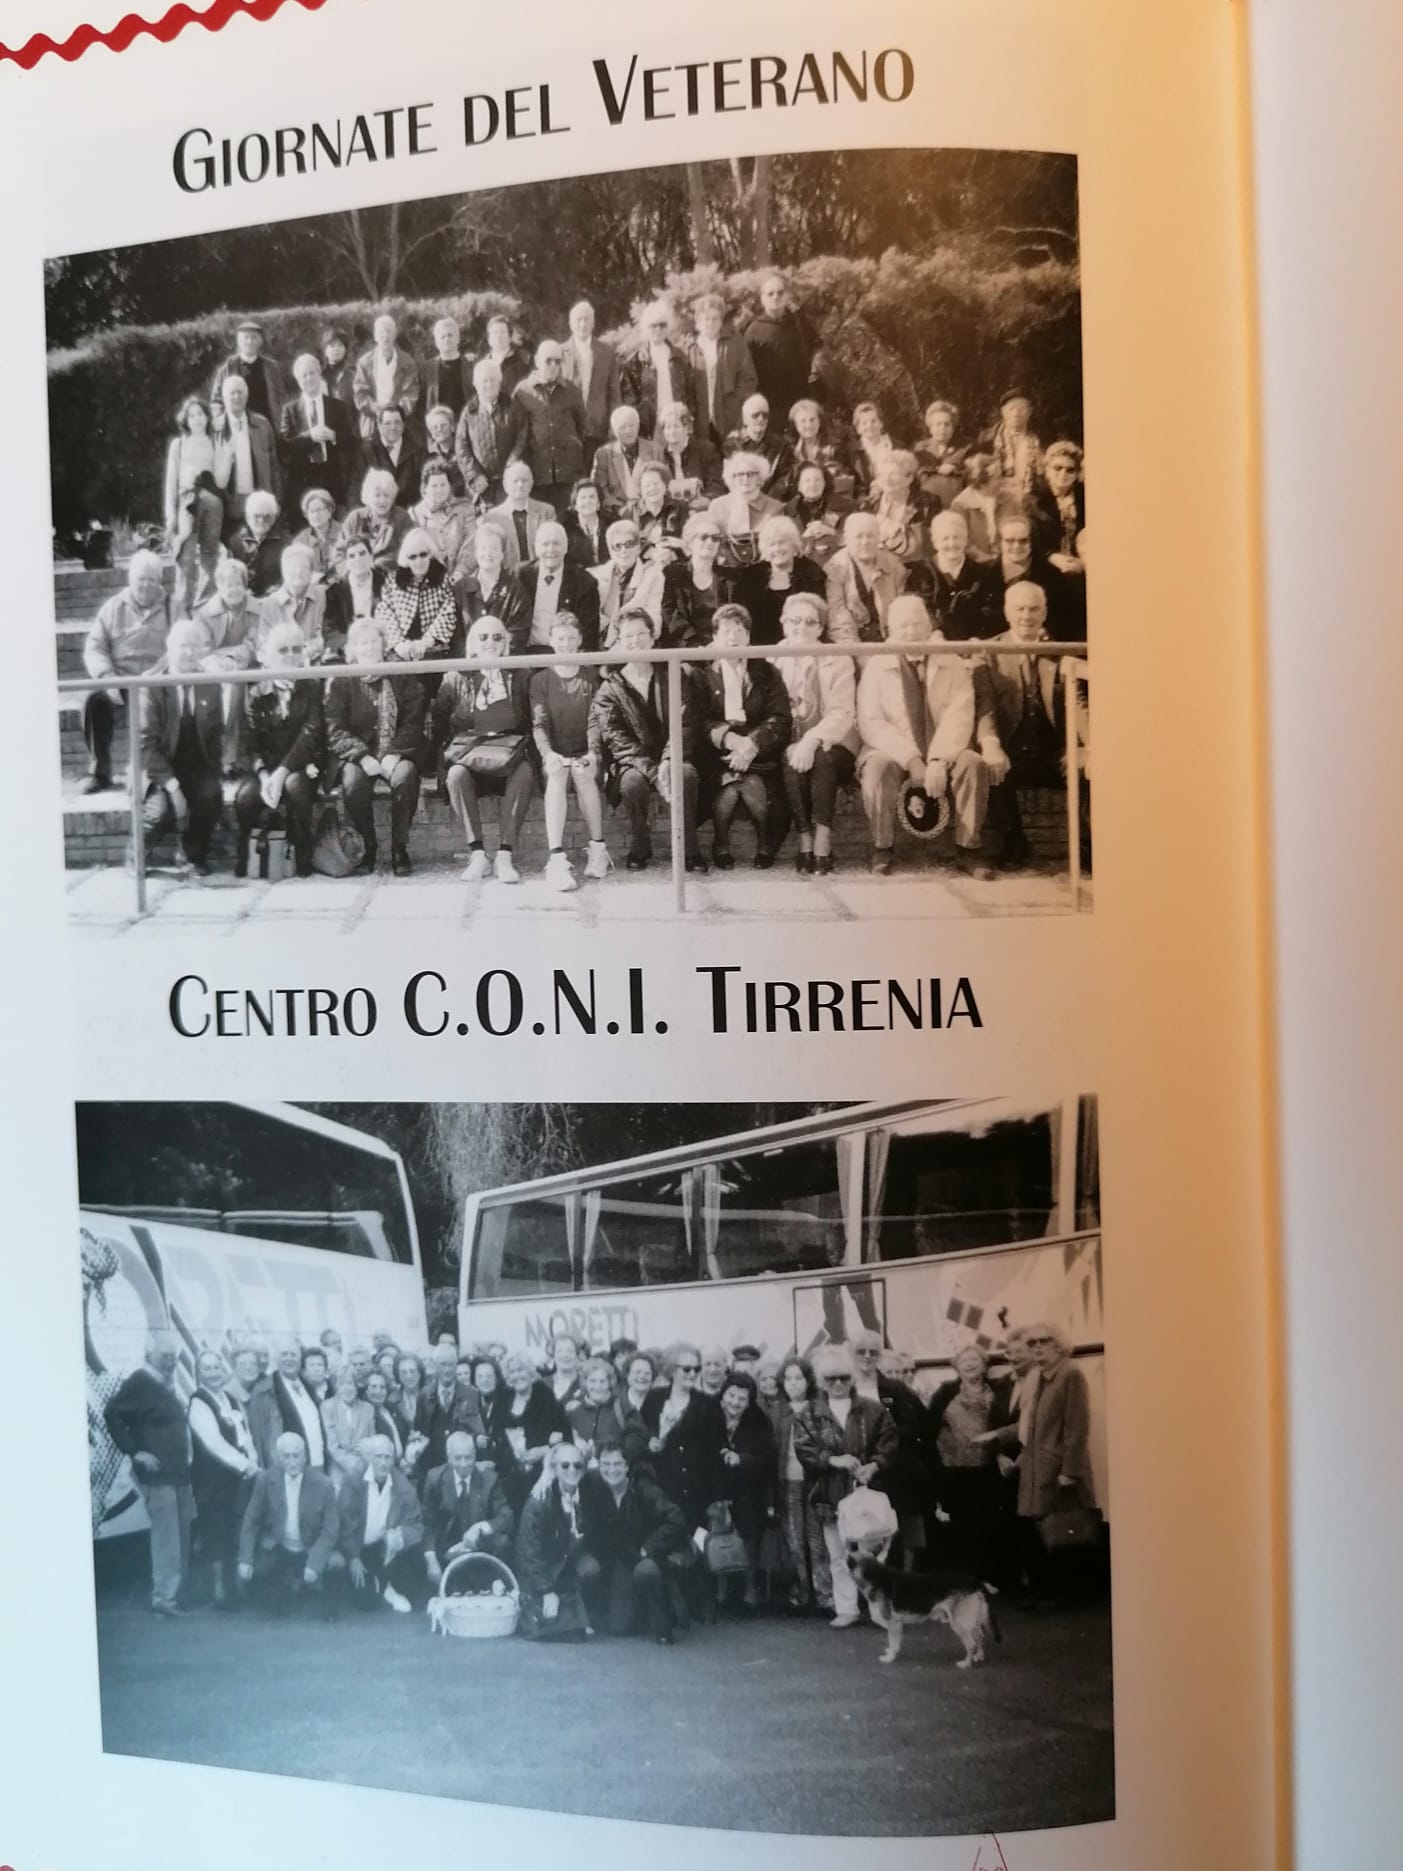 GIORNATE DEL VETERANO
CENTRO C.O.N.I. TIRRENIA
MORETTI